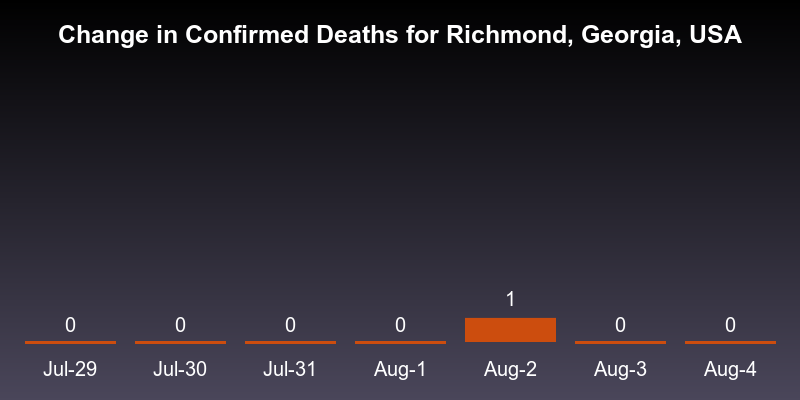 Change in Confirmed Deaths for Richmond, Georgia, USA
0 0 0 0 1 0 0
Jul-29 Jul-30 Jul-31 Aug-1 Aug-2 Aug-3 Aug-4